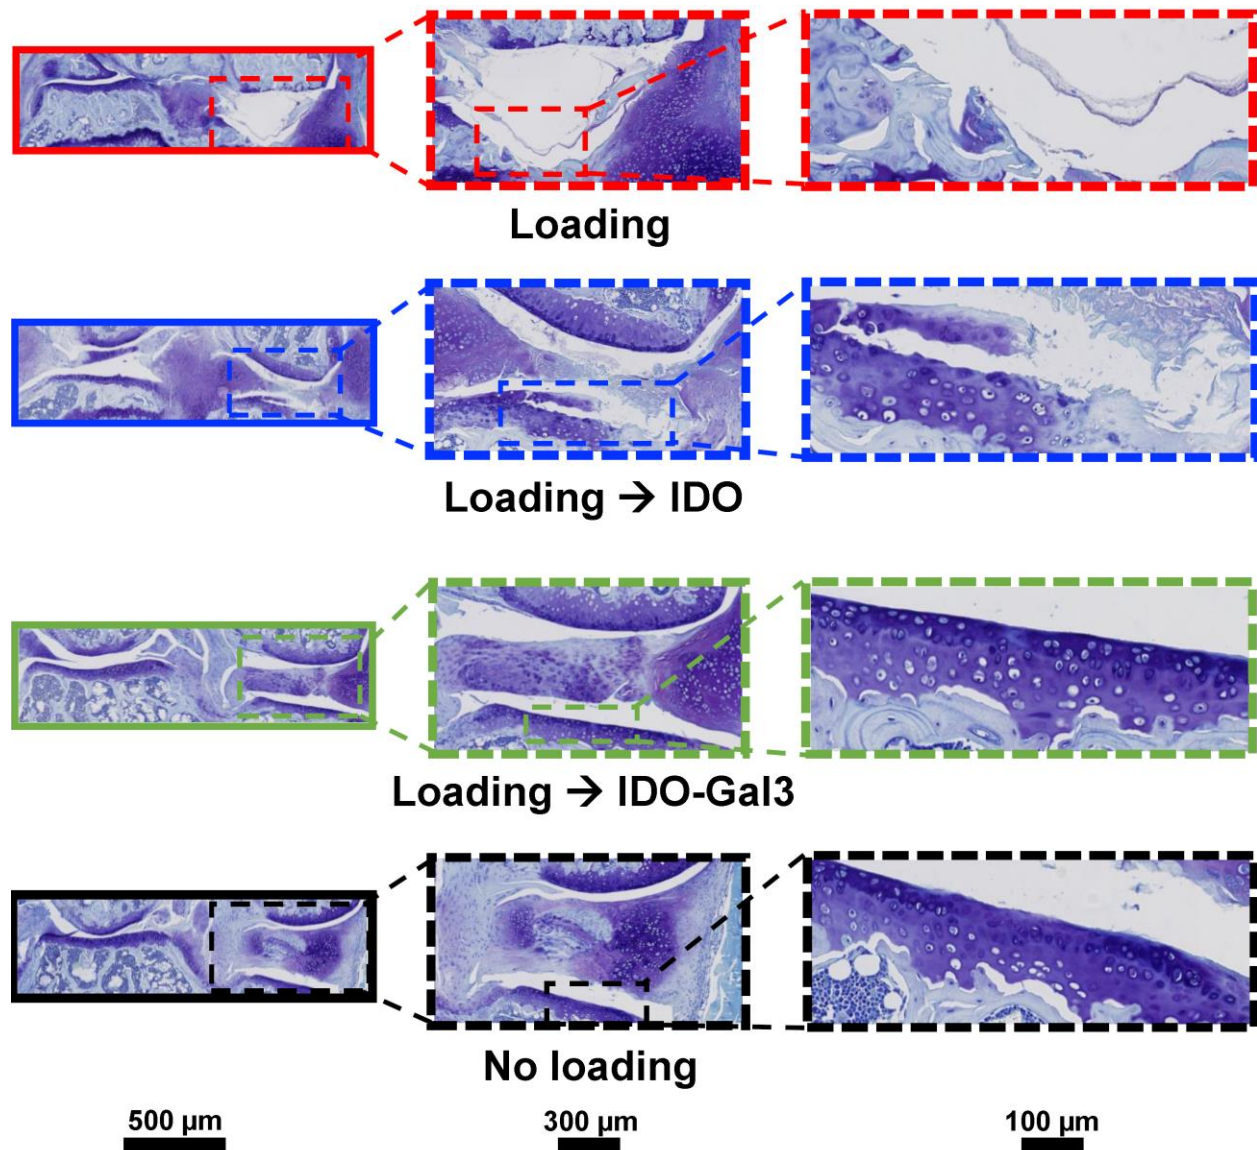 Loading
Loading → IDO
Loading → IDO-Gal3
No loading
500 µm
300 µm
100 µm